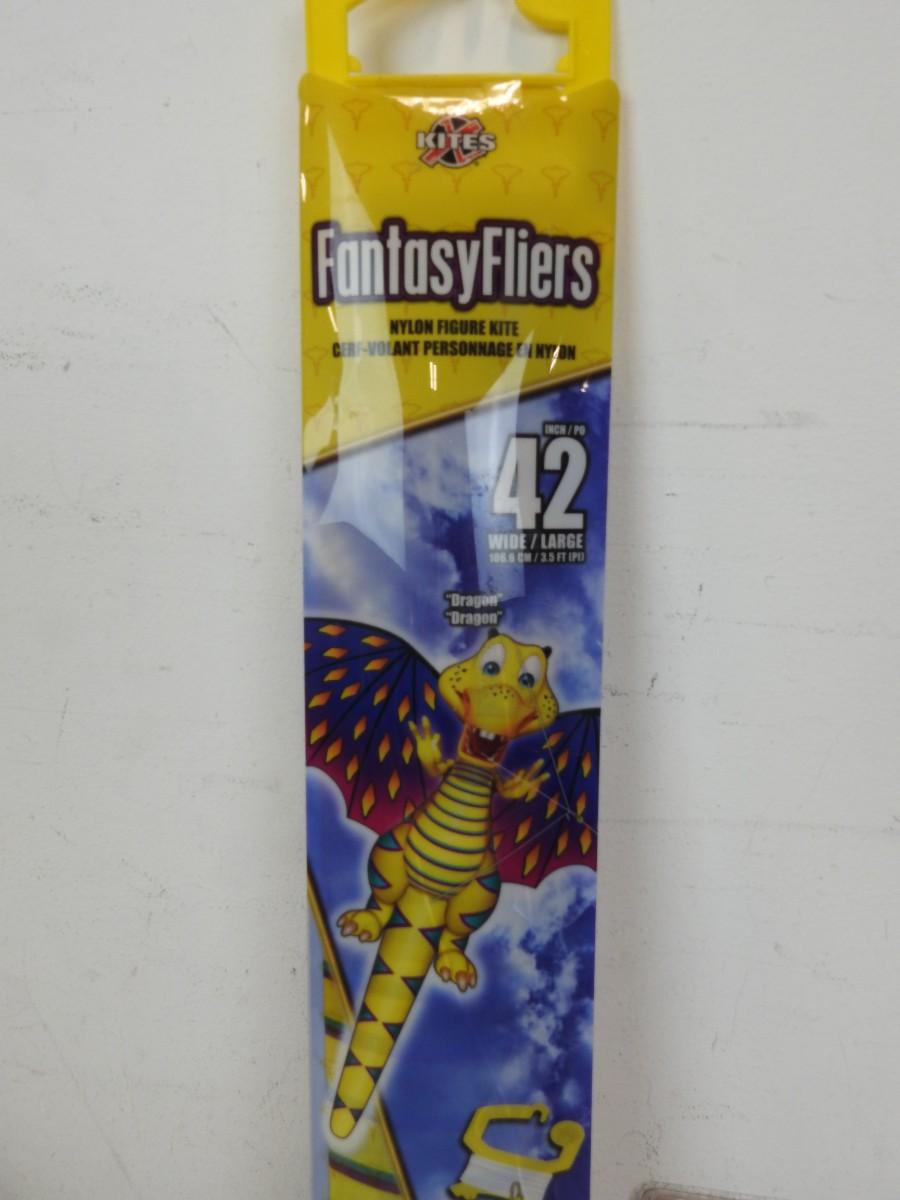 X KITES
FantasyFliers
NYLON FIGURE KITE
CERF-VOLANT PERSONNAGE EN NYLON
INCH / PO
42
WIDE / LARGE
106.6 CM / 3.5 FT (PI)
"Dragon"
"Dragon"